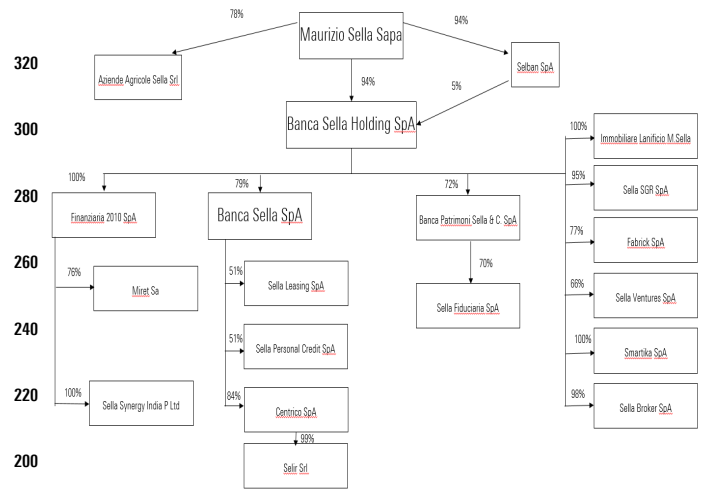 78%
Maurizio Sella Sapa
94%
320
Aziende Agricole Sella Srl
Selban SpA
94%
5%
300
Banca Sella Holding SpA
100%
Immobiliare Lanificio M.Sella
100%
79%
72%
95%
280
Finanziaria 2010 SpA
Banca Sella SpA
Banca Patrimoni Sella & C. SpA
Sella SGR SpA
77%
Fabrick SpA
260
76%
Miret Sa
51%
Sella Leasing SpA
70%
Sella Fiduciaria SpA
66%
Sella Ventures SpA
240
51%
Sella Personal Credit SpA
100%
Smartika SpA
220
100%
Sella Synergy India P Ltd
84%
Centrico SpA
98%
Sella Broker SpA
99%
200
Selir Srl